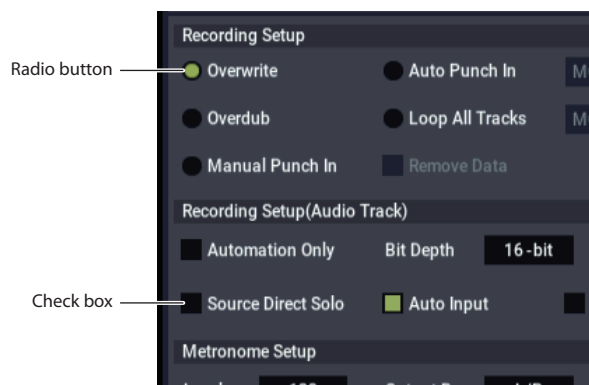 Recording Setup
Radio button
Overwrite Auto Punch In
Overdub Loop All Tracks
Manual Punch In Remove Data
Recording Setup(Audio Track)
Automation Only Bit Depth 16-bit
Check box
Source Direct Solo Auto Input
Metronome Setup